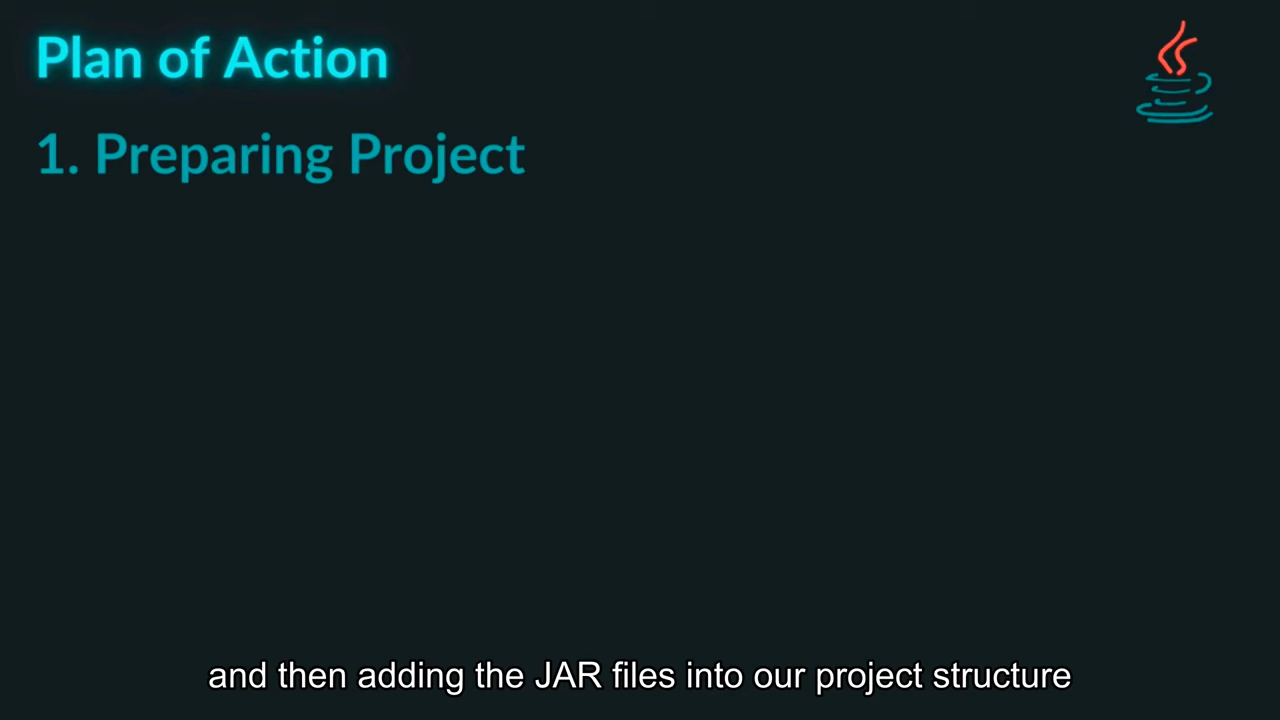 Plan of Action
1. Preparing Project
and then adding the JAR files into our project structure